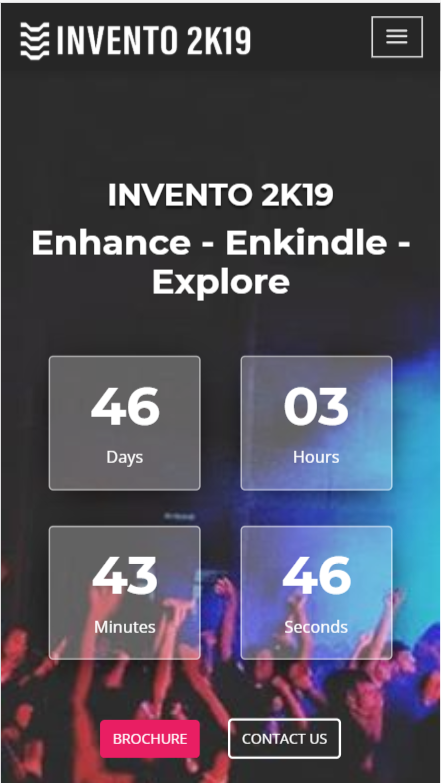 INVENTO 2K19
INVENTO 2K19
Enhance - Enkindle -
Explore
46
03
Days
Hours
43
46
Minutes
Seconds
BROCHURE
CONTACT US